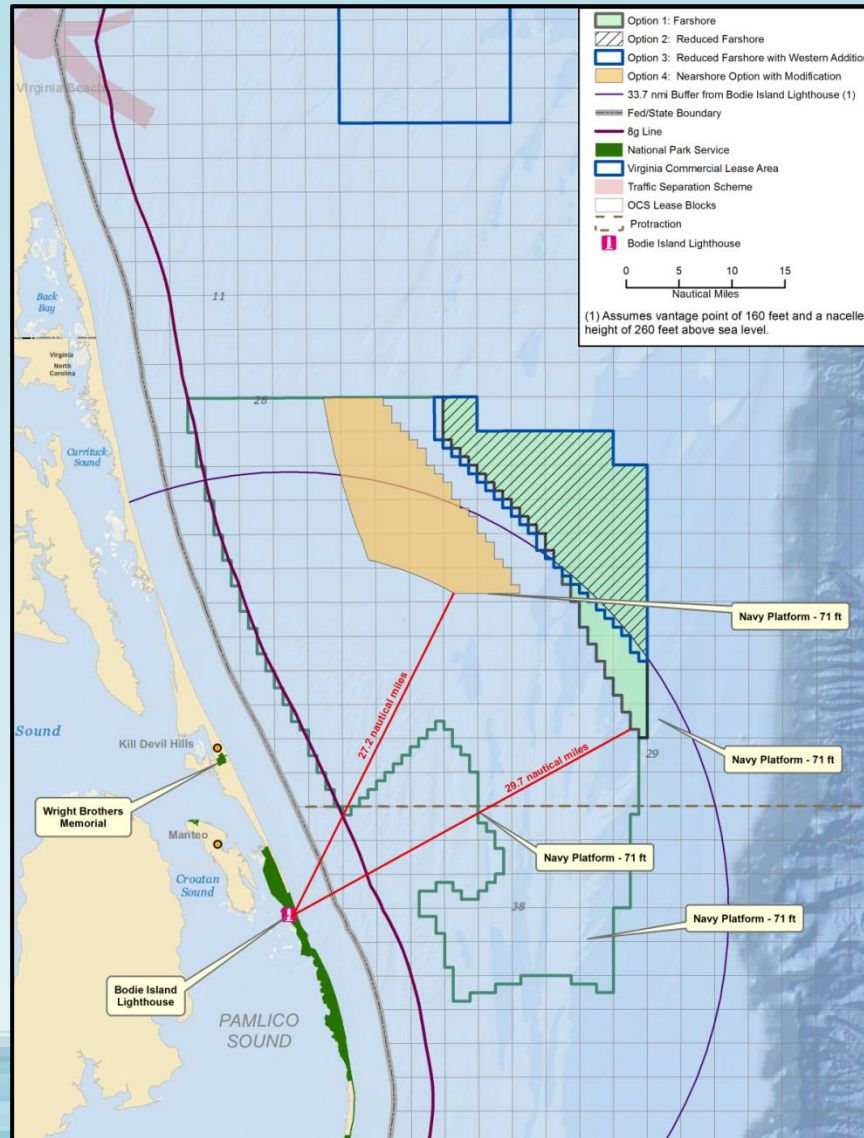 Option 1: Farshore
Option 2: Reduced Farshore
Option 3: Reduced Farshore with Western Addition
Option 4: Nearshore Option with Modification
33.7 nmi Buffer from Bodie Island Lighthouse (1)
Fed/State Boundary
8g Line
National Park Service
Virginia Commercial Lease Area
Traffic Separation Scheme
OCS Lease Blocks
Protraction
Bodie Island Lighthouse
0 5 10 15
Nautical Miles
(1) Assumes vantage point of 160 feet and a nacelle
height of 260 feet above sea level.
Virginia Beach
Back
Bay
11
Virginia
North
Carolina
28
Currituck
Sound
Navy Platform - 71 ft
27.2 nautical miles
Sound
Kill Devil Hills
29.7 nautical miles
29
Navy Platform - 71 ft
Wright Brothers
Memorial
Manteo
Navy Platform - 71 ft
Croatan
Sound
38
Navy Platform - 71 ft
Bodie Island
Lighthouse
PAMLICO
SOUND